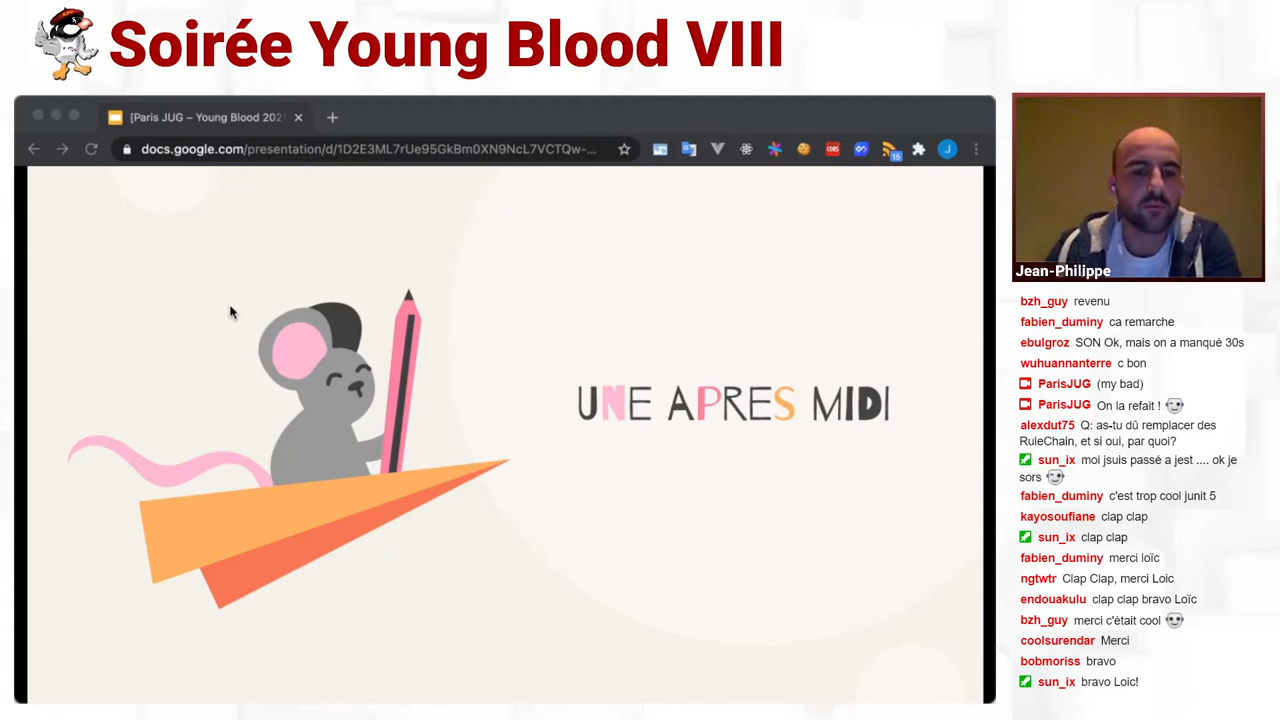 Soirée Young Blood VIII
[Paris JUG – Young Blood 202
docs.google.com/presentation/d/1D2E3ML7rUe95GkBm0XN9NcL7VCTQw-...
CORS
15
J
UNE APRES MIDI
Jean-Philippe
bzh_guy revenu
fabien_duminy ca remarche
ebulgroz SON Ok, mais on a manqué 30s
wuhuannanterre c bon
ParisJUG (my bad)
ParisJUG On la refait !
alexdut75 Q: as-tu dû remplacer des
RuleChain, et si oui, par quoi?
sun_ix moi jsuis passé a jest .... ok je
sors
fabien_duminy c'est trop cool junit 5
kayosoufiane clap clap
sun_ix clap clap
fabien_duminy merci loïc
ngtwtr Clap Clap, merci Loic
endouakulu clap clap bravo Loïc
bzh_guy merci c'était cool
coolsurendar Merci
bobmoriss bravo
sun_ix bravo Loic!